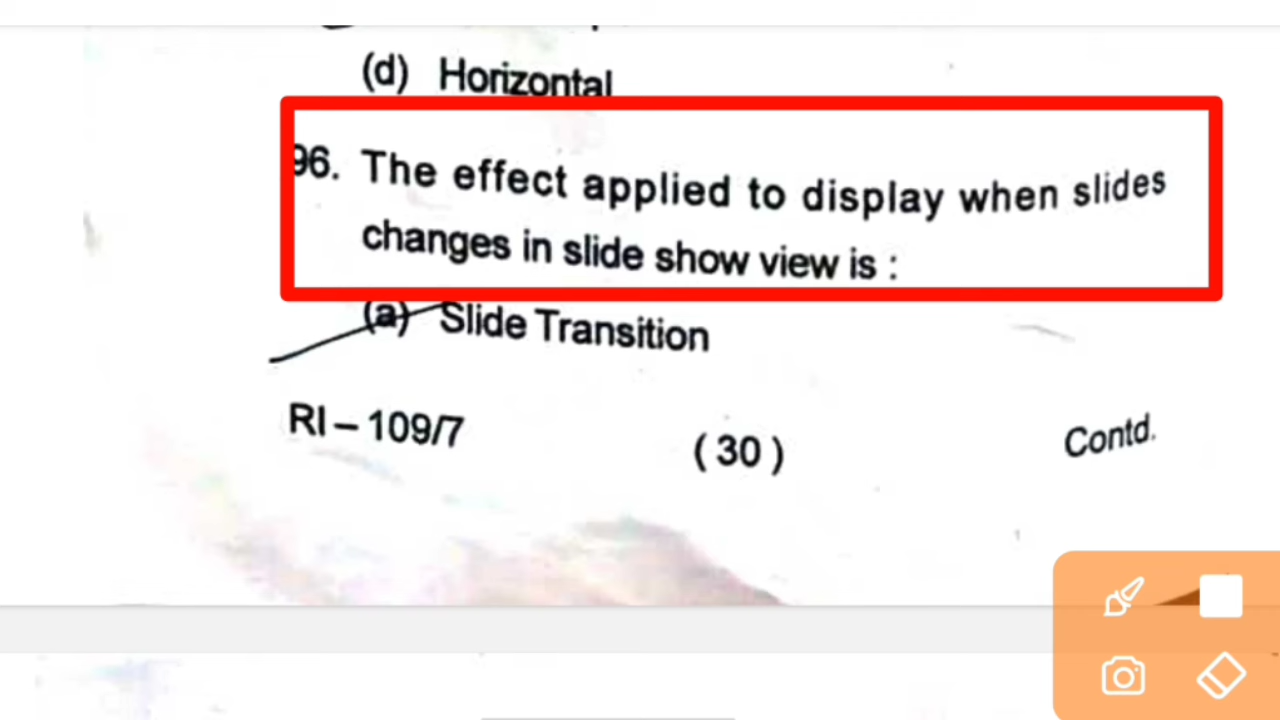 (d) Horizontal
96. The effect applied to display when slides
changes in slide show view is :
(a) Slide Transition
RI – 109/7 (30) Contd.